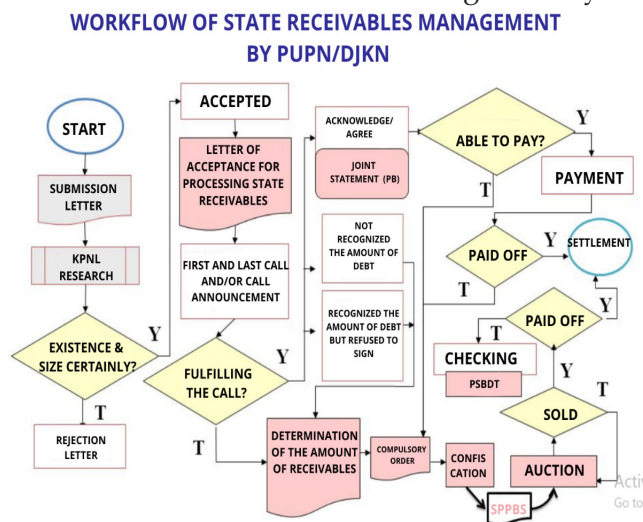 WORKFLOW OF STATE RECEIVABLES MANAGEMENT
BY PUPN/DJKN
START
SUBMISSION
LETTER
KPNL
RESEARCH
EXISTENCE &
SIZE CERTAINLY?
Y
T
REJECTION
LETTER
ACCEPTED
LETTER OF
ACCEPTANCE FOR
PROCESSING STATE
RECEIVABLES
FIRST AND LAST CALL
AND/OR CALL
ANNOUNCEMENT
FULFILLING
THE CALL?
Y
T
ACKNOWLEDGE/
AGREE
JOINT
STATEMENT (PB)
NOT
RECOGNIZED
THE AMOUNT OF
DEBT
RECOGNIZED THE
AMOUNT OF DEBT
BUT REFUSED TO
SIGN
DETERMINATION
OF THE AMOUNT
OF RECEIVABLES
COMPULSORY
ORDER
CONFIS
CATION
SPPBS
AUCTION
SOLD
Y
T
PAID OFF
Y
T
CHECKING
PSBDT
ABLE TO PAY?
Y
T
PAYMENT
PAID OFF
Y
T
SETTLEMENT
Go to